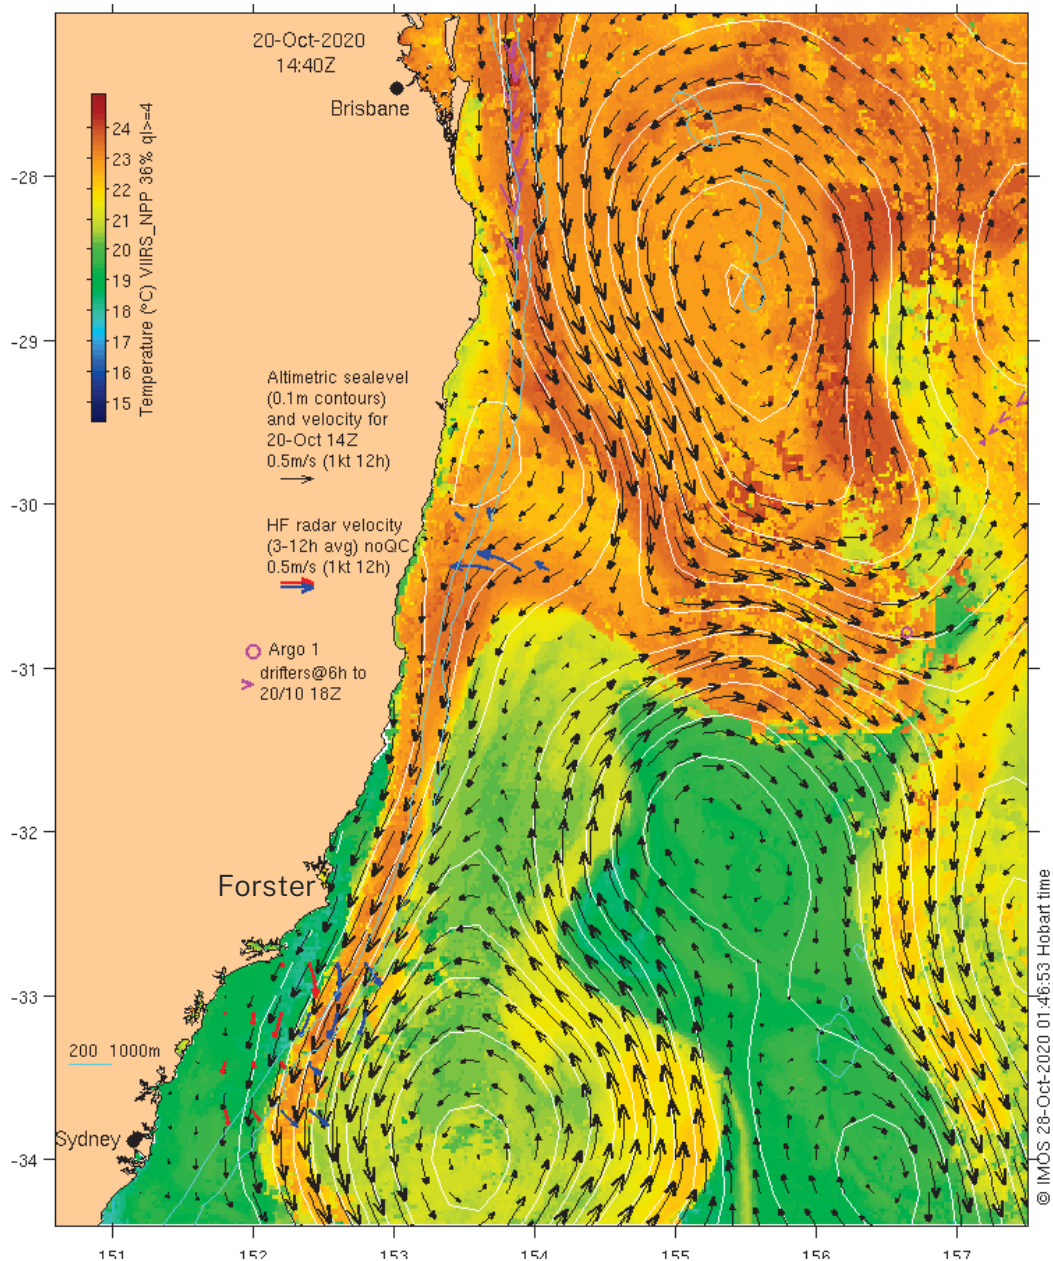 20-Oct-2020
14:40Z
Brisbane
24
23
22
21
20
19
18
17
16
15
Temperature (°C) VIIRS_NPP 36% ql>=4
-28
-29
-30
-31
-32
-33
-34
Altimetric sealevel
(0.1m contours)
and velocity for
20-Oct 14Z
0.5m/s (1kt 12h)
HF radar velocity
(3-12h avg) noQC
0.5m/s (1kt 12h)
Argo 1
drifters@6h to
20/10 18Z
Forster
200 1000m
Sydney
151
152
153
154
155
156
157
© IMOS 28-Oct-2020 01:46:53 Hobart time